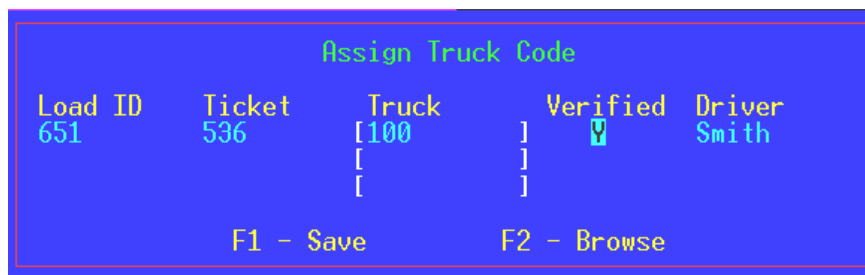 Assign Truck Code
Load ID Ticket Truck Verified Driver
651 536 [100 ] Y Smith
[ ]
[ ]
F1 - Save F2 - Browse